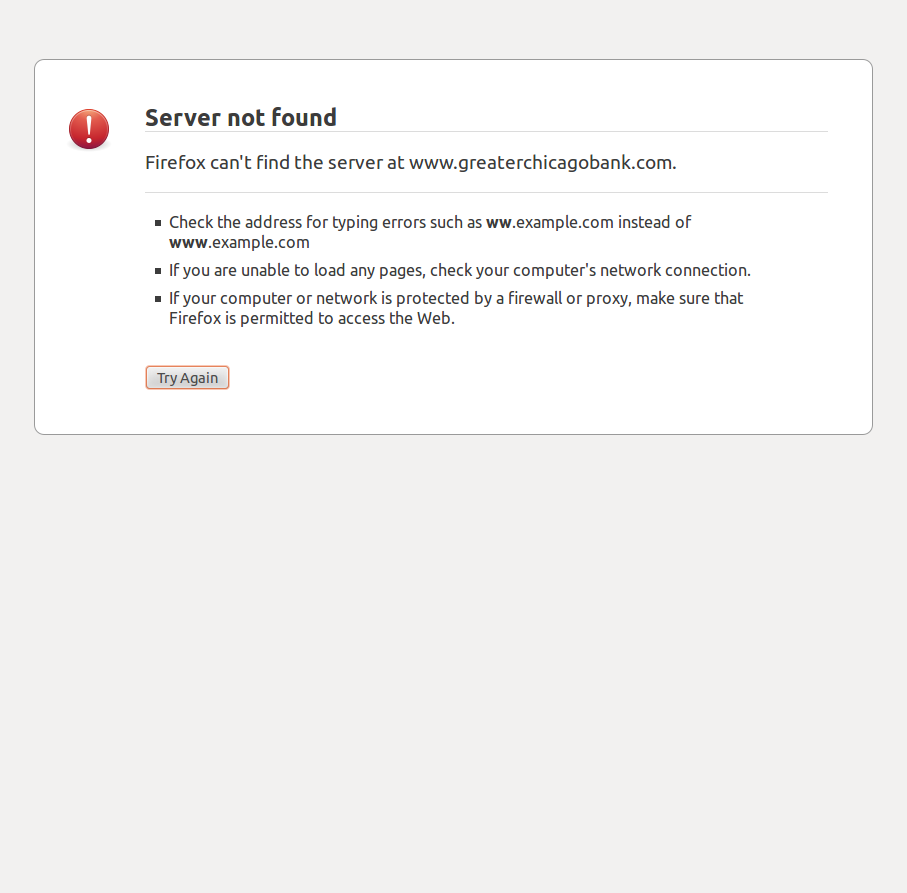 Server not found
Firefox can't find the server at www.greaterchicagobank.com.
Check the address for typing errors such as ww.example.com instead of
www.example.com
If you are unable to load any pages, check your computer's network connection.
If your computer or network is protected by a firewall or proxy, make sure that
Firefox is permitted to access the Web.
Try Again